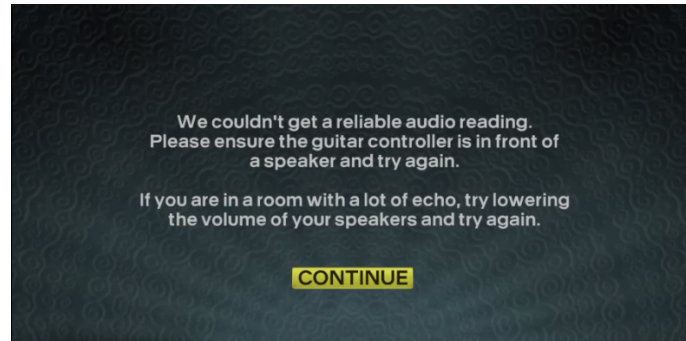 We couldn't get a reliable audio reading.
Please ensure the guitar controller is in front of
a speaker and try again.
If you are in a room with a lot of echo, try lowering
the volume of your speakers and try again.
CONTINUE